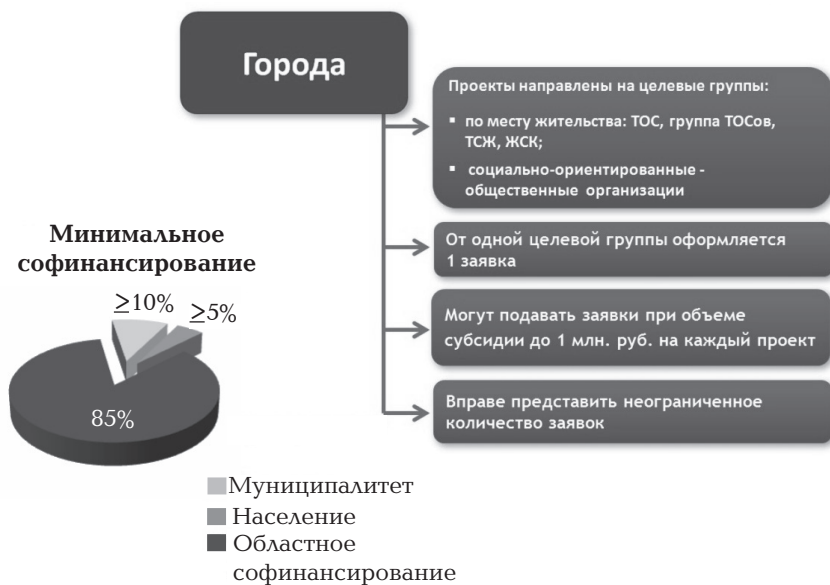 Города
Проекты направлены на целевые группы:
▪ по месту жительства: ТОС, группа ТОСов,
ТСЖ, ЖСК;
▪ социально-ориентированные -
общественные организации
От одной целевой группы оформляется
1 заявка
Могут подавать заявки при объеме
субсидии до 1 млн. руб. на каждый проект
Вправе представить неограниченное
количество заявок
Минимальное
софинансирование
≥10%
≥5%
85%
Муниципалитет
Население
Областное
софинансирование